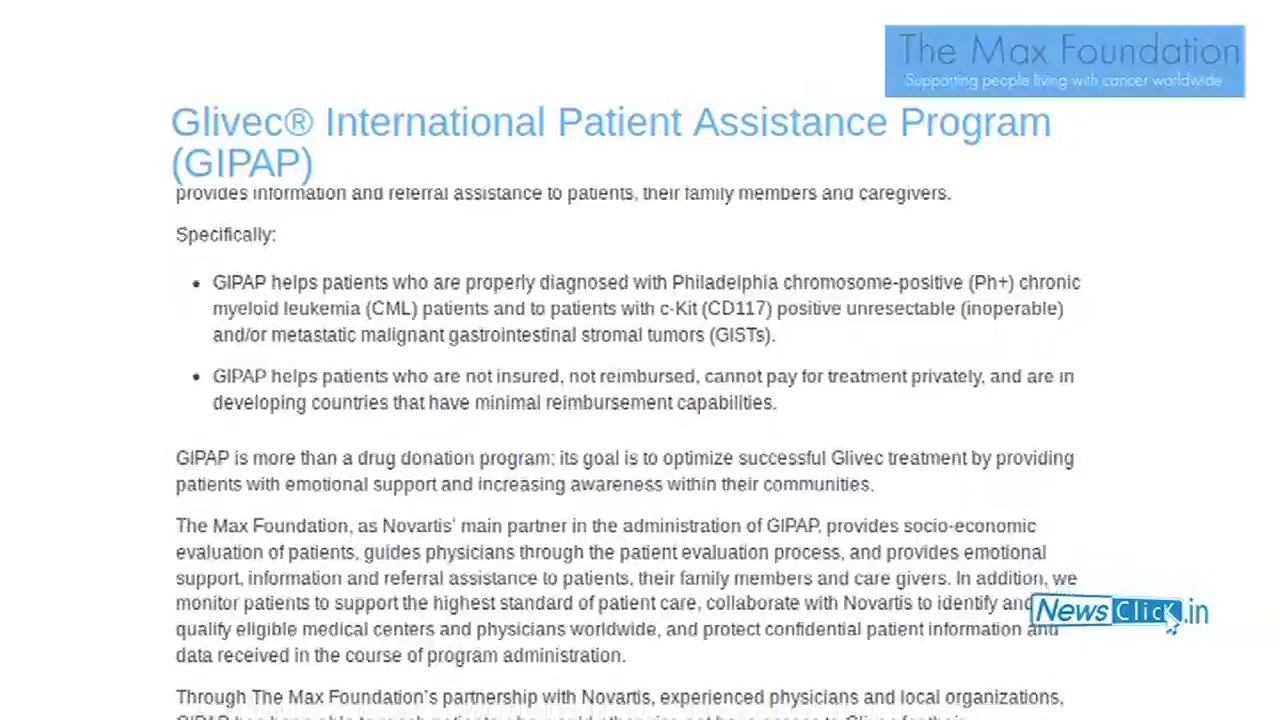 The Max Foundation
Supporting people living with cancer worldwide
Glivec® International Patient Assistance Program
(GIPAP)
provides information and referral assistance to patients, their family members and caregivers.
Specifically:
• GIPAP helps patients who are properly diagnosed with Philadelphia chromosome-positive (Ph+) chronic
myeloid leukemia (CML) patients and to patients with c-Kit (CD117) positive unresectable (inoperable)
and/or metastatic malignant gastrointestinal stromal tumors (GISTs).
• GIPAP helps patients who are not insured, not reimbursed, cannot pay for treatment privately, and are in
developing countries that have minimal reimbursement capabilities.
GIPAP is more than a drug donation program; its goal is to optimize successful Glivec treatment by providing
patients with emotional support and increasing awareness within their communities.
The Max Foundation, as Novartis' main partner in the administration of GIPAP, provides socio-economic
evaluation of patients, guides physicians through the patient evaluation process, and provides emotional
support, information and referral assistance to patients, their family members and care givers. In addition, we
monitor patients to support the highest standard of patient care, collaborate with Novartis to identify and
NewsClick.in
qualify eligible medical centers and physicians worldwide, and protect confidential patient information and
data received in the course of program administration.
Through The Max Foundation's partnership with Novartis, experienced physicians and local organizations,